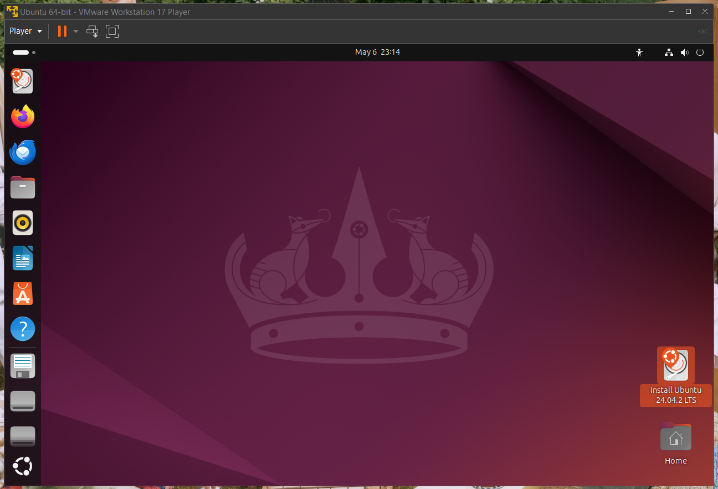 Ubuntu 64-bit - VMware Workstation 17 Player
Player
May 6 23:14
Install Ubuntu
24.04.2 LTS
Home